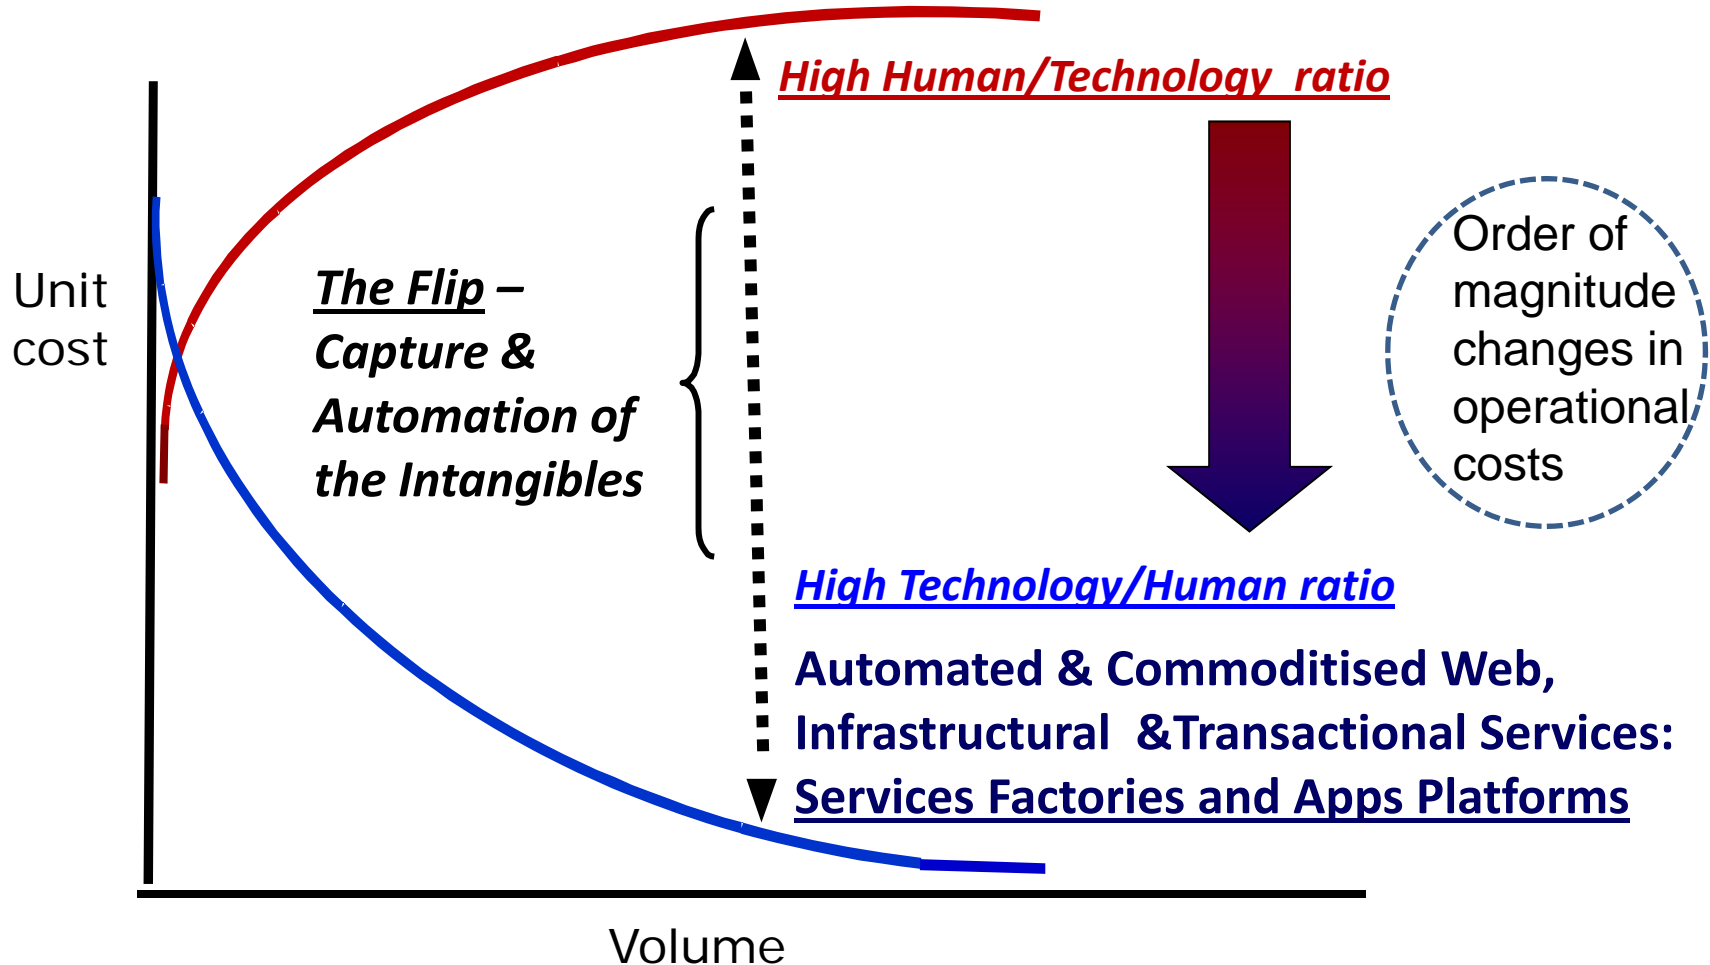 High Human/Technology  ratio
Unit
cost
The Flip –
Capture &
Automation of
the Intangibles
Order of
magnitude
changes in
operational
costs
High Technology/Human ratio
Automated & Commoditised Web,
Infrastructural  &Transactional Services:
Services Factories and Apps Platforms
Volume